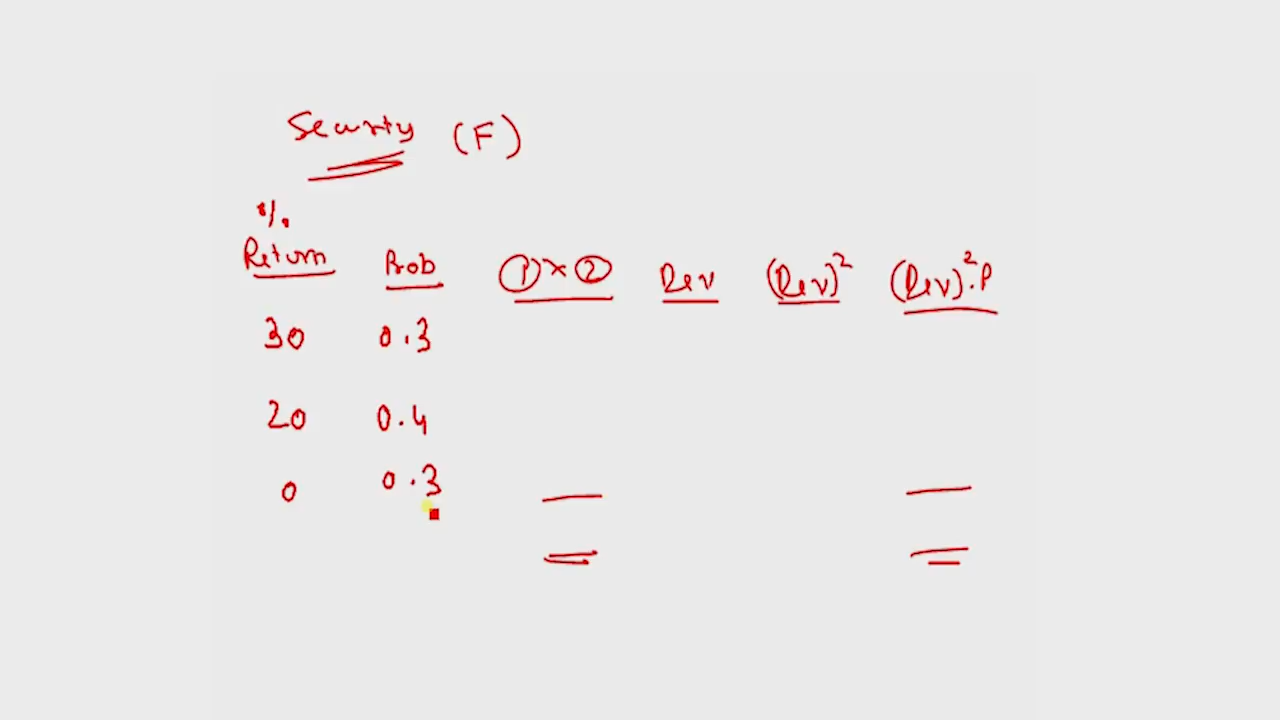 Security (F)
%
Return Prob ①×② Dev (Dev)² (Dev)².P
30 0.3
20 0.4
0 0.3